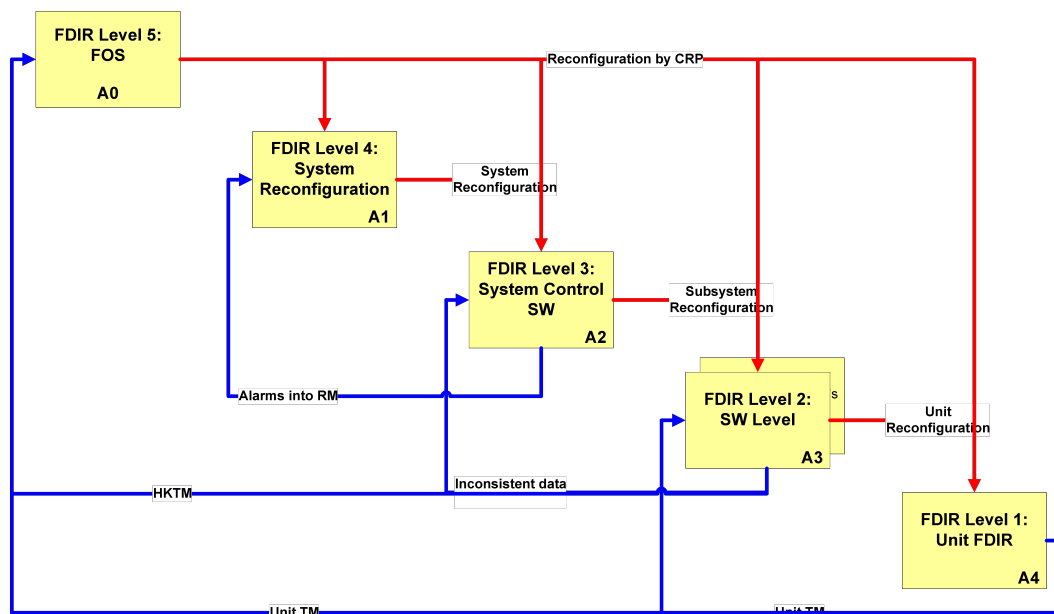 FDIR Level 5:
FOS
A0
Reconfiguration by CRP
FDIR Level 4:
System
Reconfiguration
A1
System
Reconfiguration
FDIR Level 3:
System Control
SW
A2
Subsystem
Reconfiguration
Alarms into RM
FDIR Level 2:
SW Level
A3
s
Unit
Reconfiguration
Inconsistent data
HKTM
FDIR Level 1:
Unit FDIR
A4
Unit TM
Unit TM